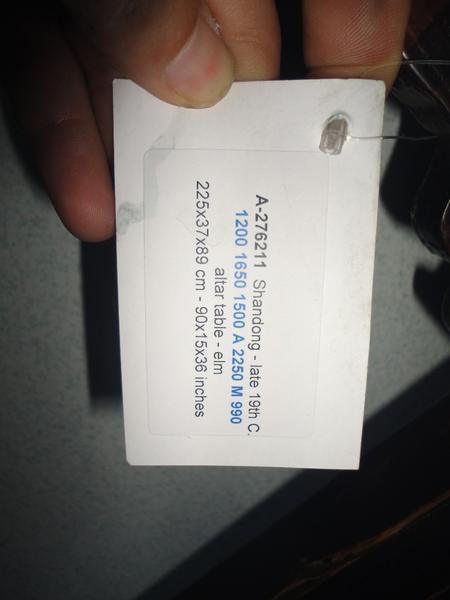 A-276211 Shandong - late 19th C.
1200 1650 1500 A 2250 M 990
altar table - elm
225x37x89 cm - 90x15x36 inches